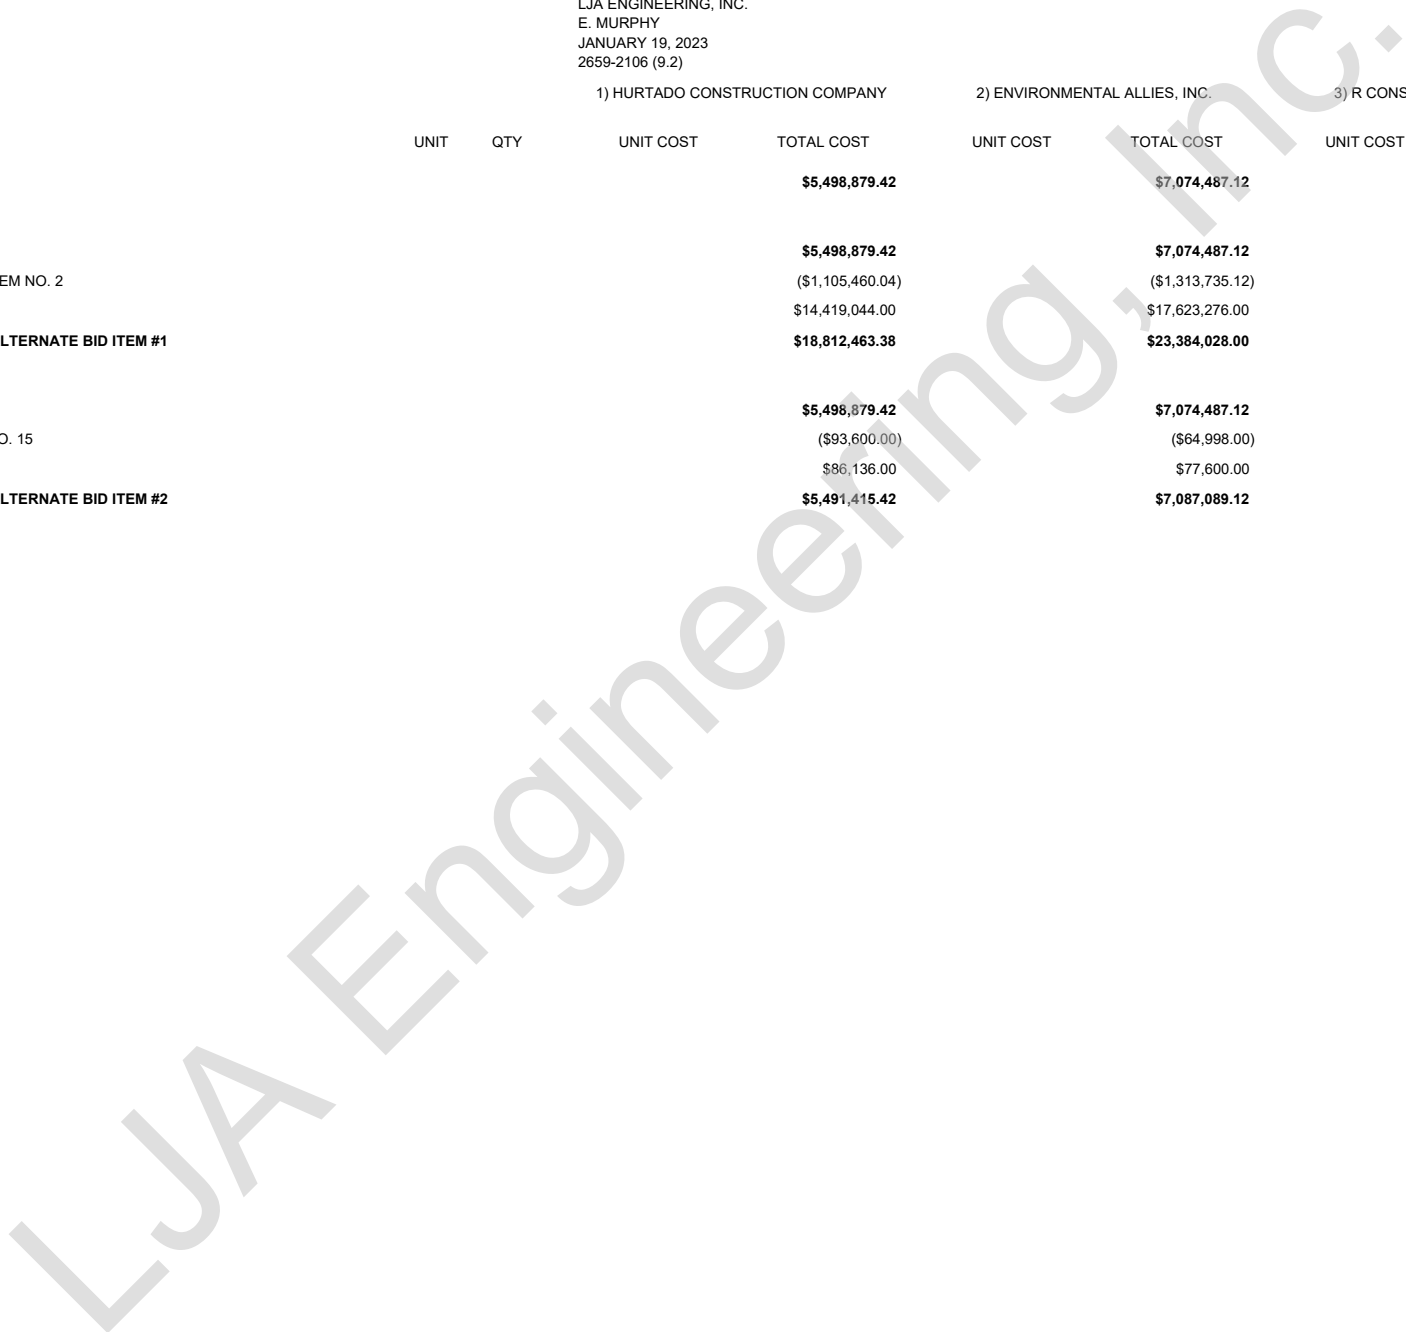 LJA ENGINEERING, INC.
E. MURPHY
JANUARY 19, 2023
2659-2106 (9.2)
1) HURTADO CONSTRUCTION COMPANY 2) ENVIRONMENTAL ALLIES, INC. 3) R CONS
UNIT QTY UNIT COST TOTAL COST UNIT COST TOTAL COST UNIT COST
$5,498,879.42 $7,074,487.12
$5,498,879.42 $7,074,487.12
EM NO. 2 ($1,105,460.04) ($1,313,735.12)
$14,419,044.00 $17,623,276.00
LTERNATE BID ITEM #1 $18,812,463.38 $23,384,028.00
$5,498,879.42 $7,074,487.12
O. 15 ($93,600.00) ($64,998.00)
$86,136.00 $77,600.00
LTERNATE BID ITEM #2 $5,491,415.42 $7,087,089.12
LJA Engineering, Inc.